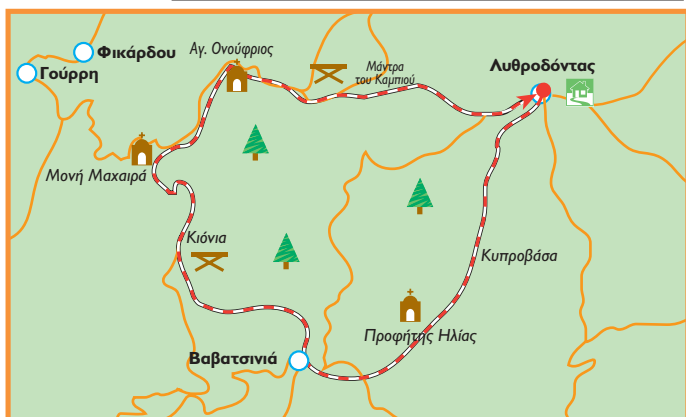 Φικάρδου
Γούρρη
Αγ. Ονούφριος
Μάντρα
του Καμπιού
Λυθροδόντας
Μονή Μαχαιρά
Κιόνια
Κυπροβάσα
Προφήτης Ηλίας
Βαβατσινιά